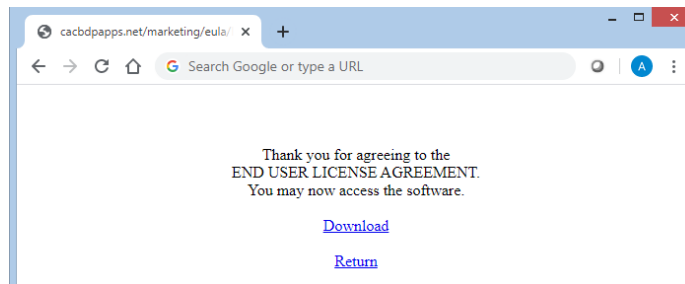 cacbdpapps.net/marketing/eula/
Search Google or type a URL
A
Thank you for agreeing to the
END USER LICENSE AGREEMENT.
You may now access the software.
Download
Return